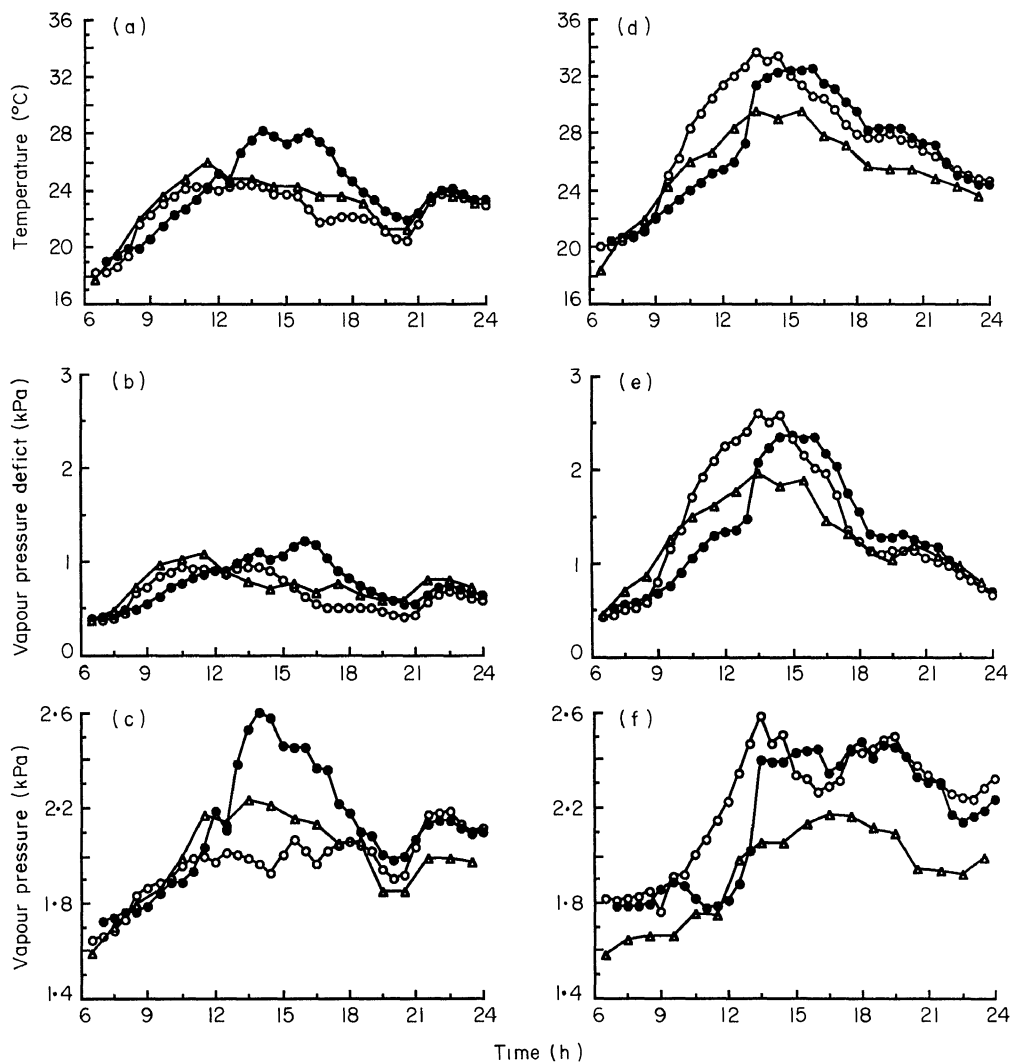 (a)
Temperature (°C)
36
32
28
24
20
16
6 9 12 15 18 21 24
(d)
36
32
28
24
20
16
6 9 12 15 18 21 24
(b)
Vapour pressure defict (kPa)
3
2
1
0
6 9 12 15 18 21 24
(e)
3
2
1
0
6 9 12 15 18 21 24
(c)
Vapour pressure (kPa)
2·6
2·2
1·8
1·4
6 9 12 15 18 21 24
(f)
2·6
2·2
1·8
1·4
6 9 12 15 18 21 24
Time (h)